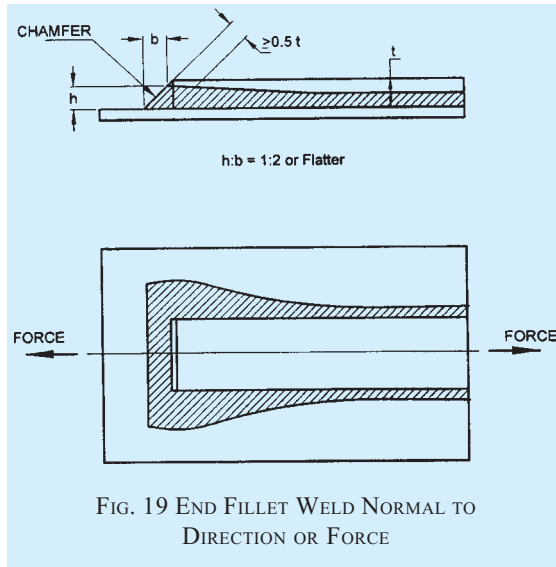 CHAMFER
b
≥0.5 t
t
h
h:b = 1:2 or Flatter
FORCE
FORCE
FIG. 19 END FILLET WELD NORMAL TO
DIRECTION OR FORCE